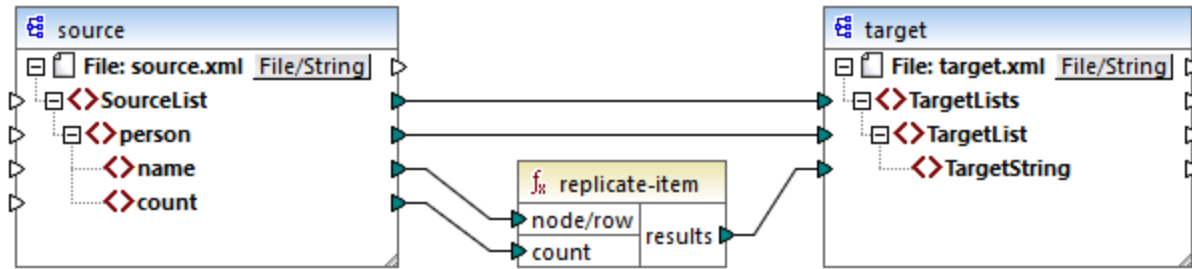 source
File: source.xml File/String
SourceList
person
name
count
fx replicate-item
node/row
count
results
target
File: target.xml File/String
TargetLists
TargetList
TargetString